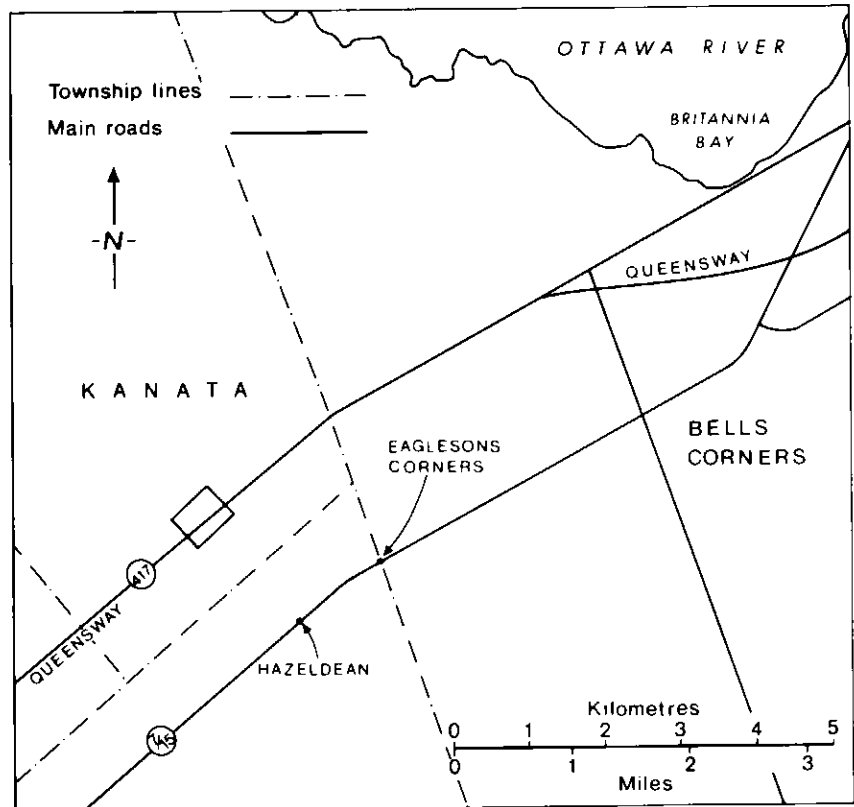 OTTAWA RIVER
Township lines
Main roads
BRITANNIA
BAY
-N-
QUEENSWAY
KANATA
EAGLESONS
CORNERS
BELLS
CORNERS
417
QUEENSWAY
HAZELDEAN
Kilometres
0 1 2 3 4 5
0 1 2 3
Miles